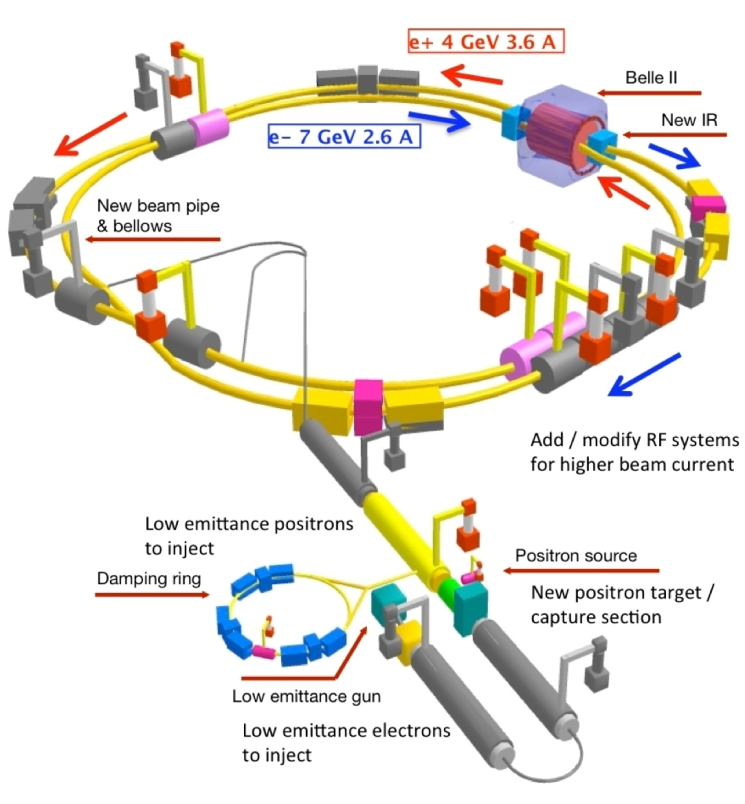 e+ 4 GeV 3.6 A
Belle II
New IR
e- 7 GeV 2.6 A
New beam pipe
& bellows
Add / modify RF systems
for higher beam current
Low emittance positrons
to inject
Positron source
Damping ring
New positron target /
capture section
Low emittance gun
Low emittance electrons
to inject